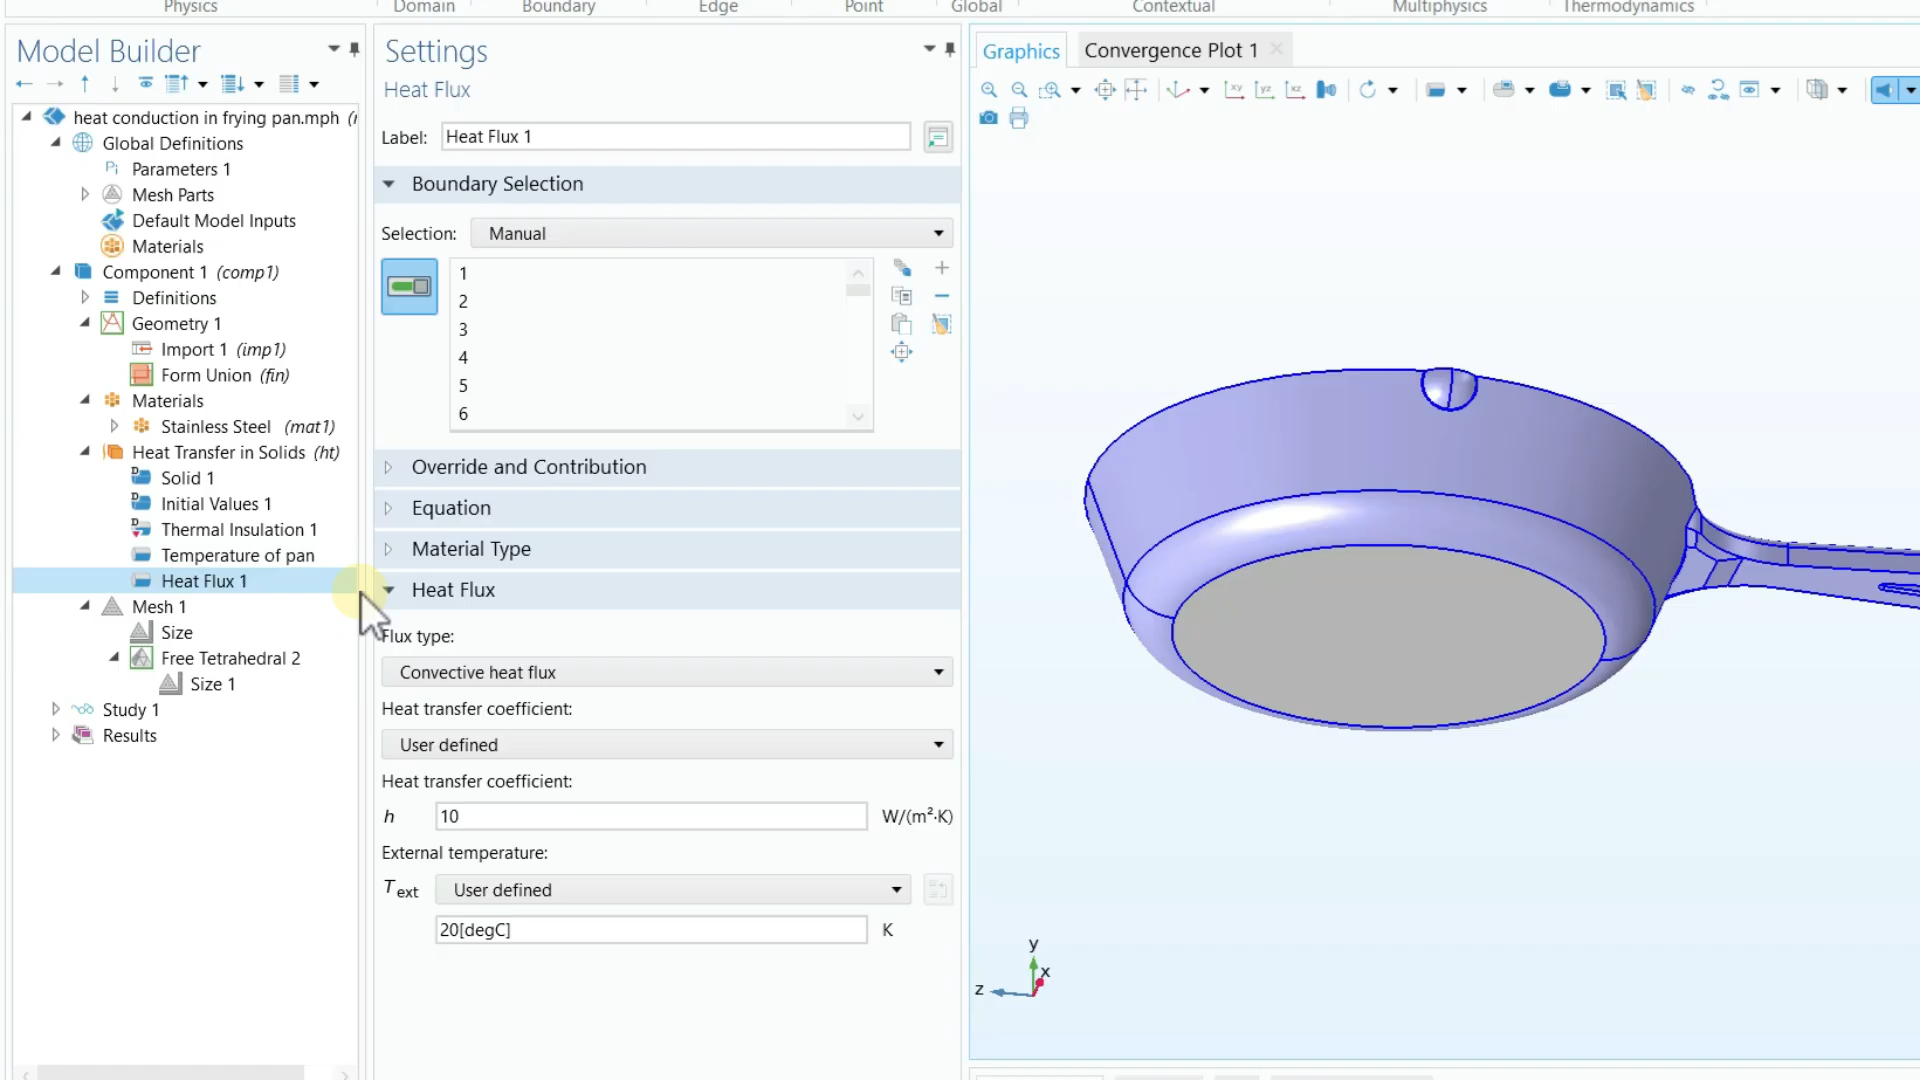 Physics Domain Boundary Edge Point Global Contextual Multiphysics Thermodynamics
Model Builder
heat conduction in frying pan.mph
Global Definitions
Pi Parameters 1
Mesh Parts
Default Model Inputs
Materials
Component 1 (comp1)
Definitions
Geometry 1
Import 1 (imp1)
Form Union (fin)
Materials
Stainless Steel (mat1)
Heat Transfer in Solids (ht)
Solid 1
Initial Values 1
Thermal Insulation 1
Temperature of pan
Heat Flux 1
Mesh 1
Size
Free Tetrahedral 2
Size 1
Study 1
Results
Settings
Heat Flux
Label: Heat Flux 1
Boundary Selection
Selection: Manual
1
2
3
4
5
6
Override and Contribution
Equation
Material Type
Heat Flux
Flux type:
Convective heat flux
Heat transfer coefficient:
User defined
Heat transfer coefficient:
h 10 W/(m²·K)
External temperature:
Text User defined
20[degC] K
Graphics Convergence Plot 1
xy yz xz
y
x
z